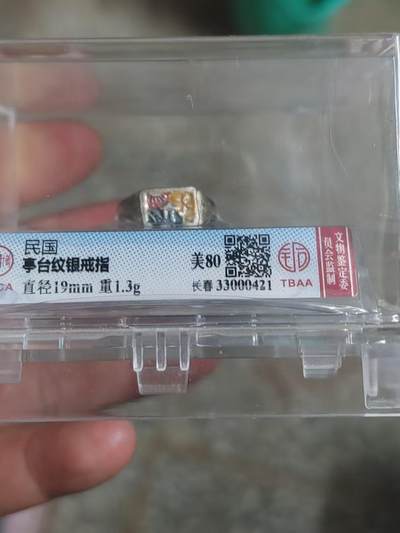 民国
亭台纹银戒指
直径19mm 重1.3g
美80
长春 33000421
TBAA
文物鉴定委
员会监制
CA